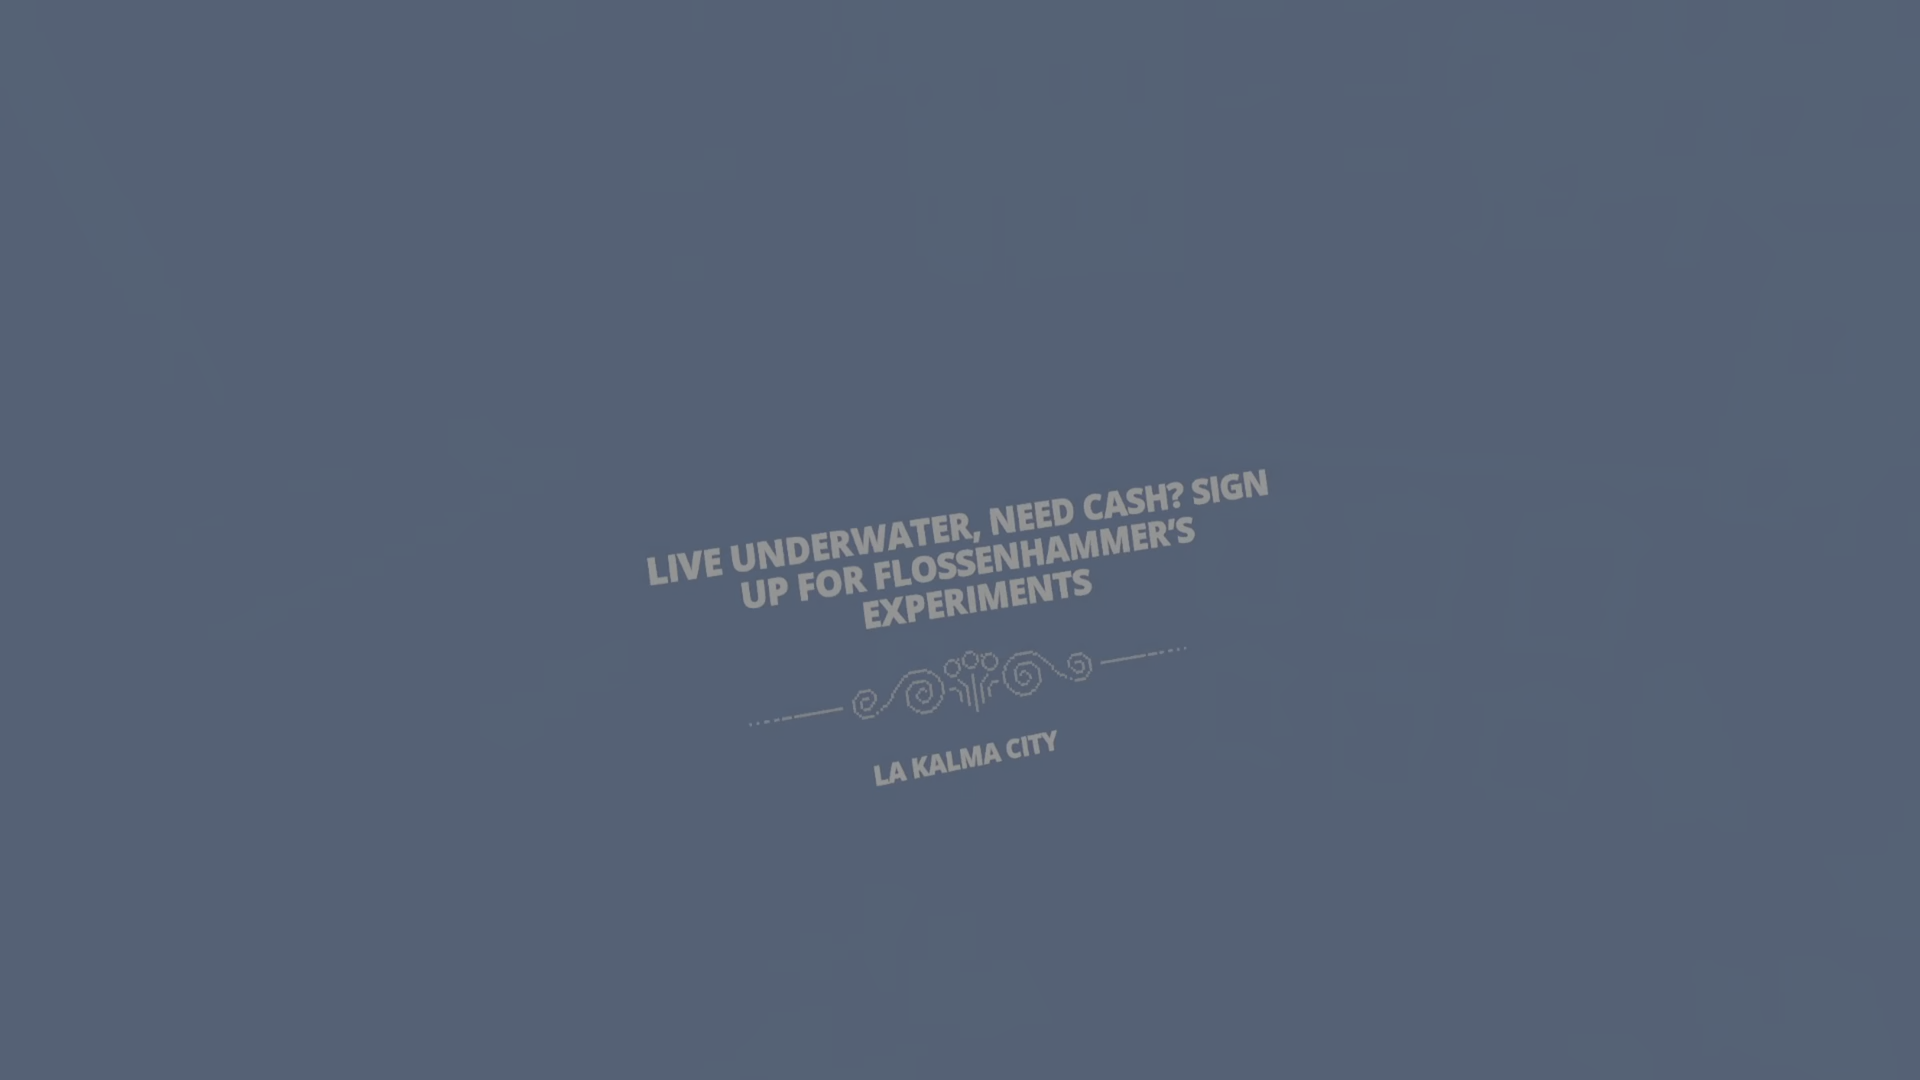 LIVE UNDERWATER, NEED CASH? SIGN
UP FOR FLOSSENHAMMER'S
EXPERIMENTS
LA KALMA CITY